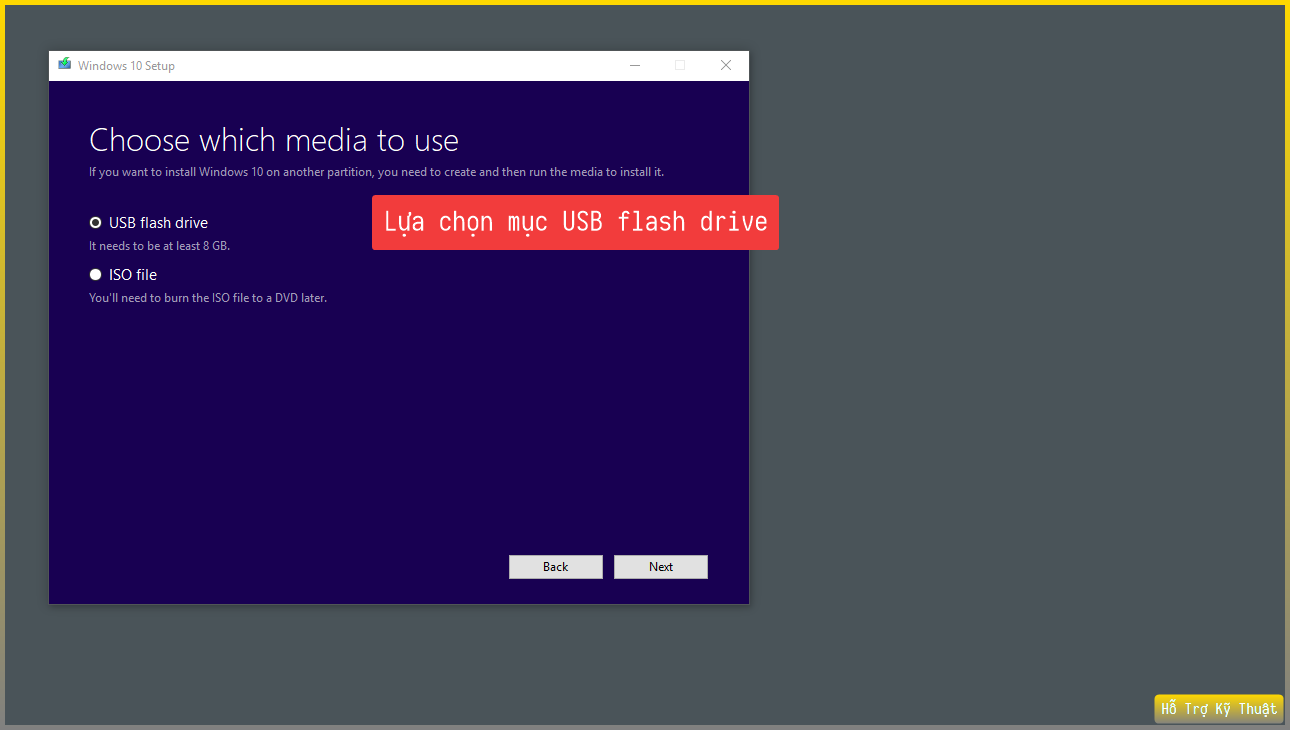 Windows 10 Setup
Choose which media to use
If you want to install Windows 10 on another partition, you need to create and then run the media to install it.
USB flash drive
Lựa chọn mục USB flash drive
It needs to be at least 8 GB.
ISO file
You'll need to burn the ISO file to a DVD later.
Back
Next
Hỗ Trợ Kỹ Thuật